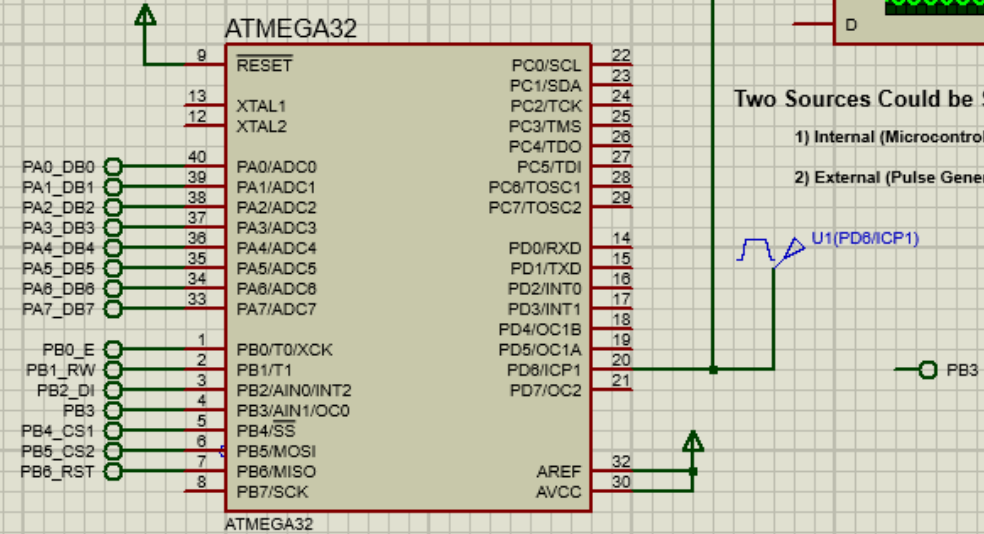 ATMEGA32
D
9 RESET
22 PC0/SCL
23 PC1/SDA
13 XTAL1
24 PC2/TCK
12 XTAL2
25 PC3/TMS
26 PC4/TDO
PA0_DB0 40 PA0/ADC0
27 PC5/TDI
PA1_DB1 39 PA1/ADC1
28 PC6/TOSC1
PA2_DB2 38 PA2/ADC2
29 PC7/TOSC2
PA3_DB3 37 PA3/ADC3
PA4_DB4 36 PA4/ADC4
14 PD0/RXD
PA5_DB5 35 PA5/ADC5
15 PD1/TXD
PA6_DB6 34 PA6/ADC6
16 PD2/INT0
PA7_DB7 33 PA7/ADC7
17 PD3/INT1
18 PD4/OC1B
PB0_E 1 PB0/T0/XCK
19 PD5/OC1A
PB1_RW 2 PB1/T1
20 PD6/ICP1
PB2_DI 3 PB2/AIN0/INT2
21 PD7/OC2
PB3 4 PB3/AIN1/OC0
PB4_CS1 5 PB4/SS
PB5_CS2 6 PB5/MOSI
PB6_RST 7 PB6/MISO
32 AREF
8 PB7/SCK
30 AVCC
ATMEGA32
Two Sources Could be
1) Internal (Microcontrol
2) External (Pulse Gene
U1(PD6/ICP1)
PB3